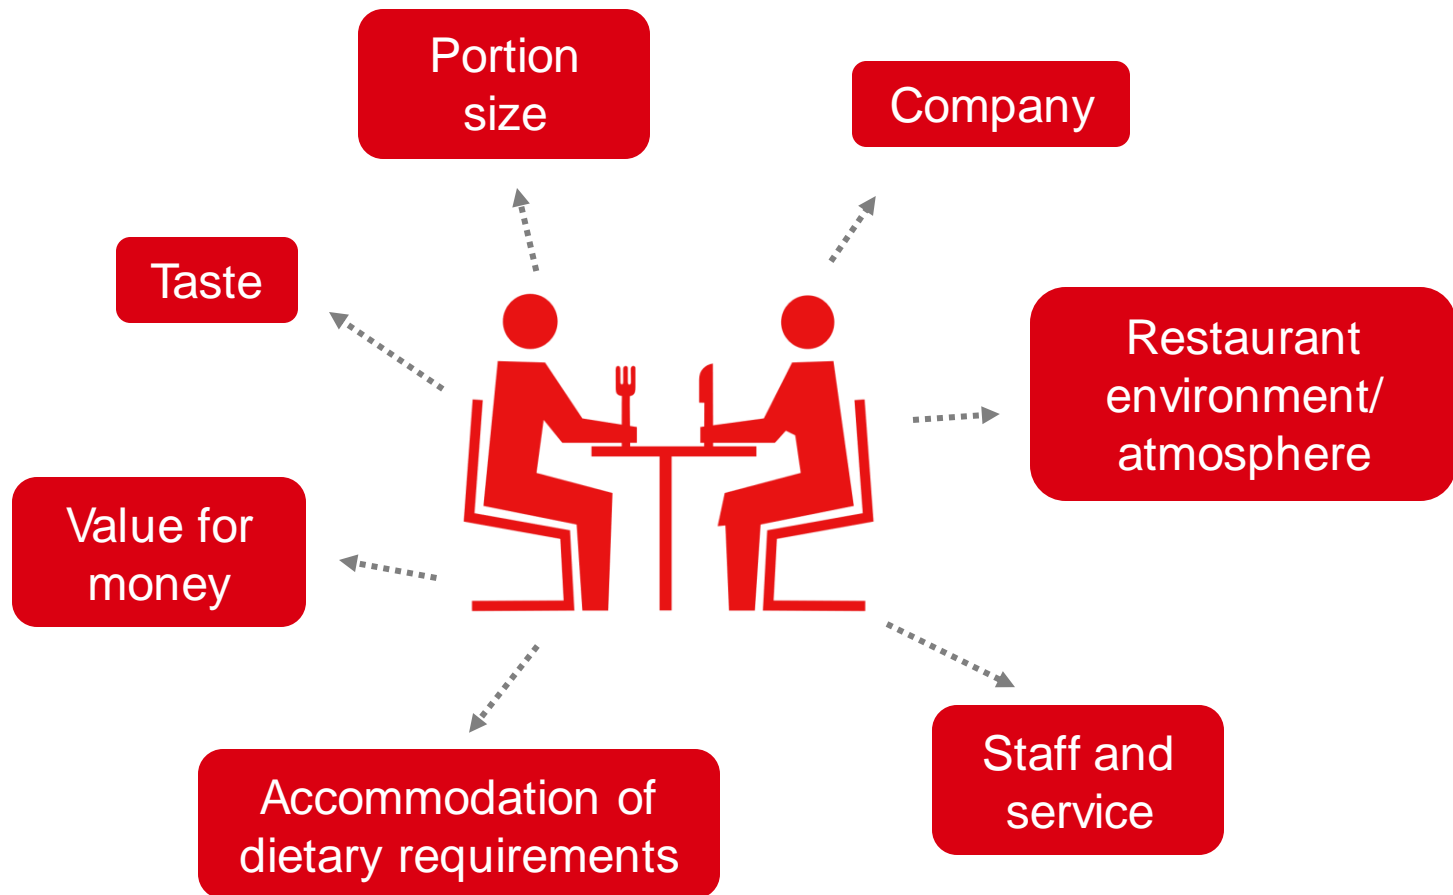 Portion
size
Company
Taste
Restaurant
environment/
atmosphere
Value for
money
Staff and
service
Accommodation of
dietary requirements